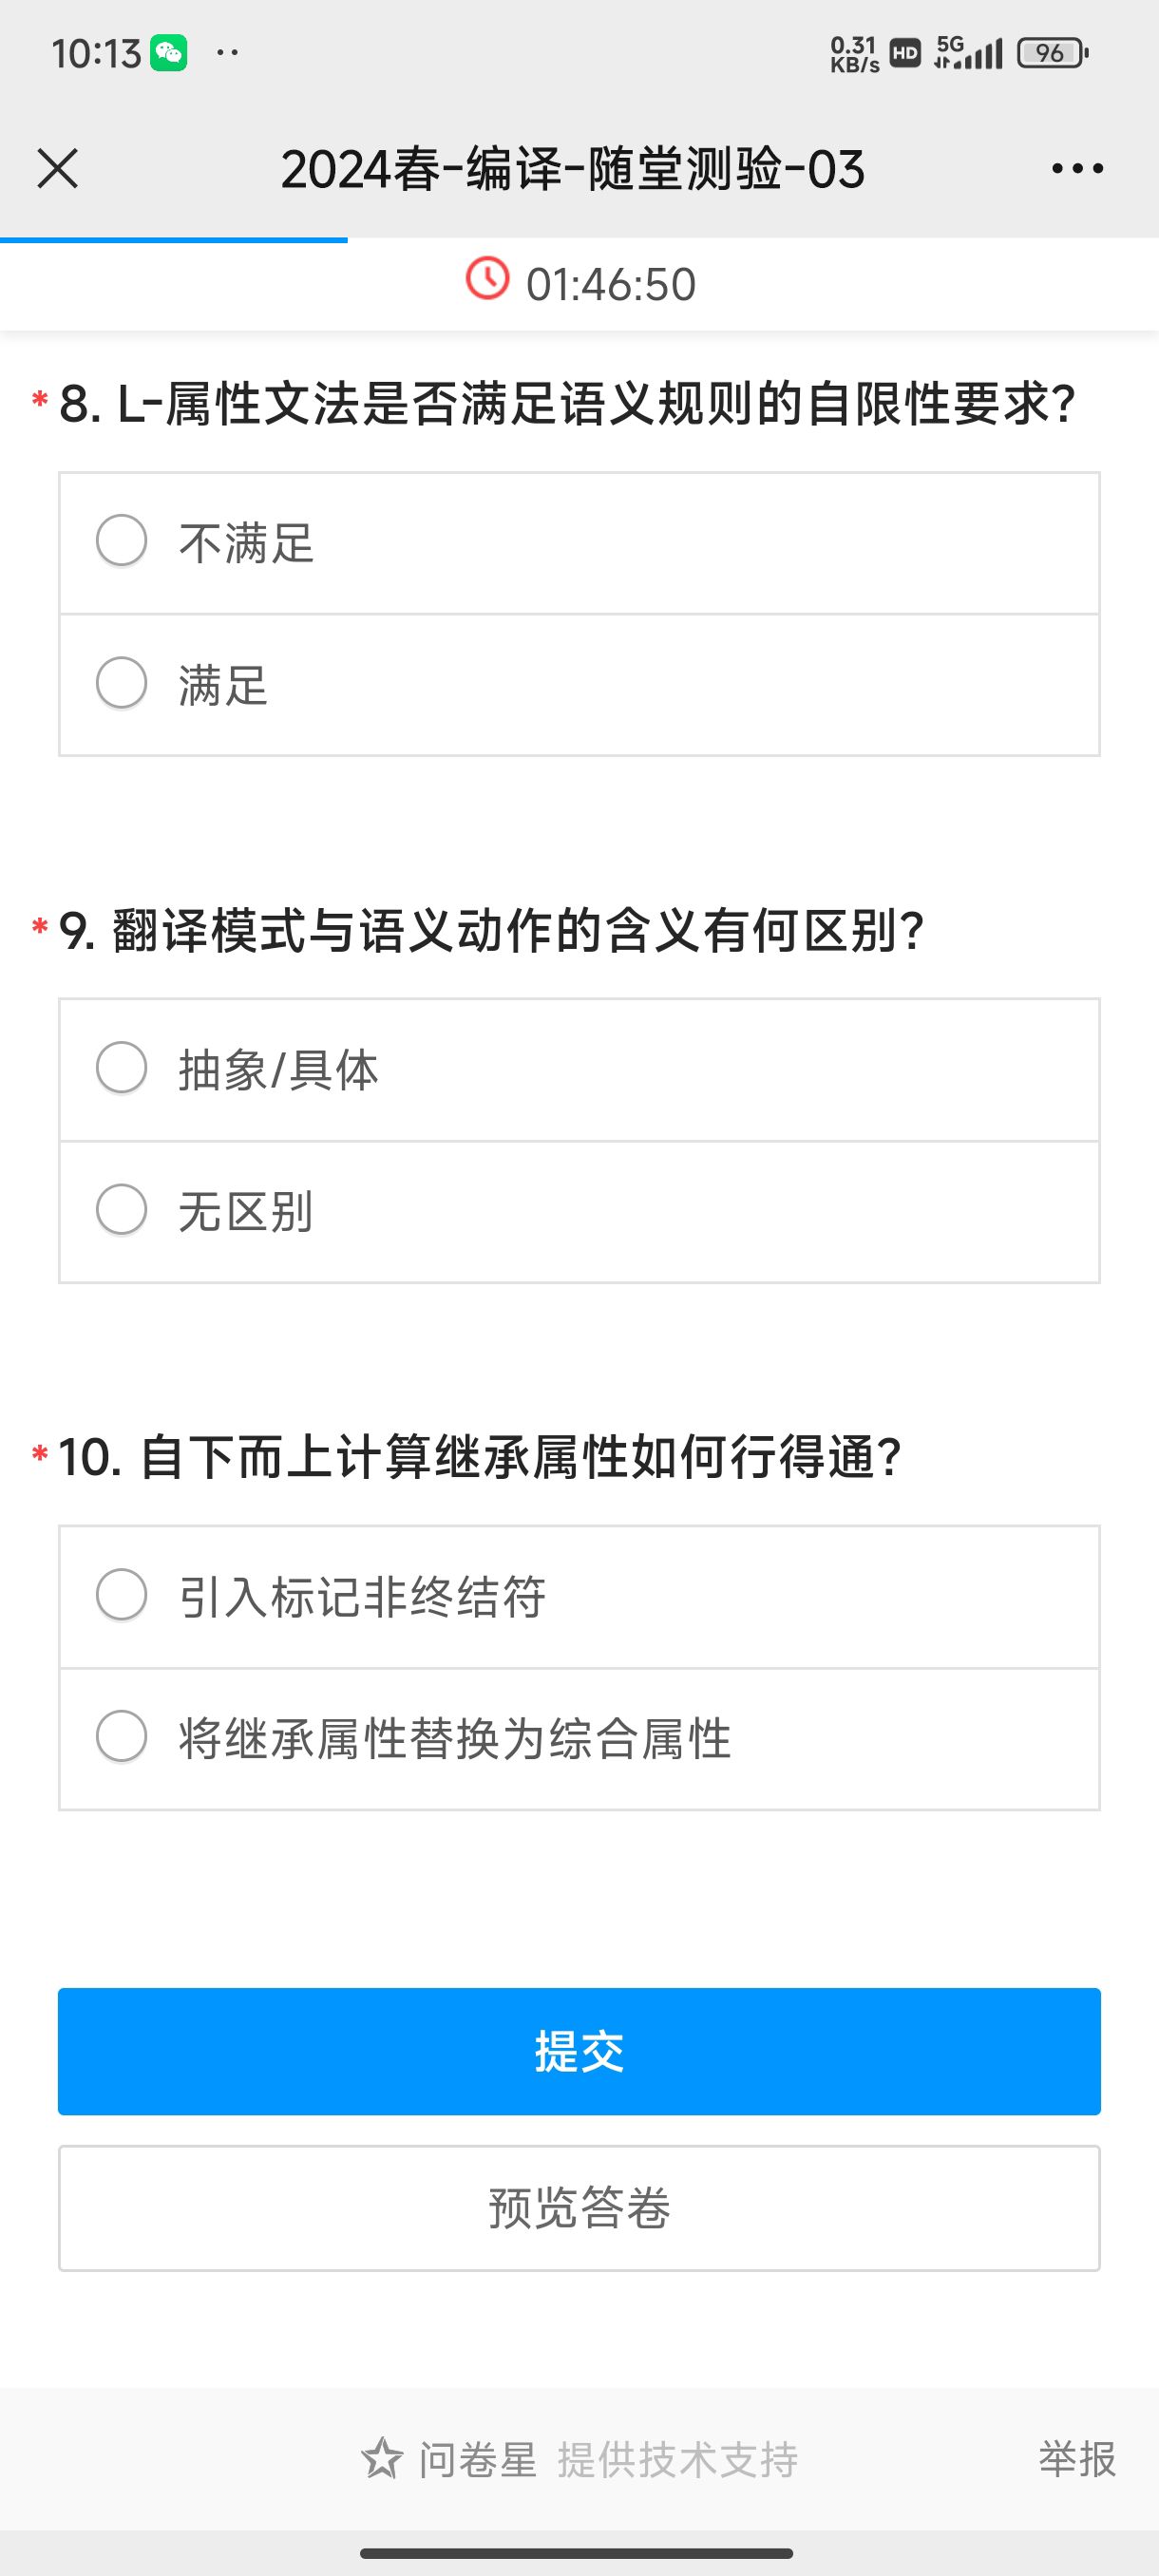 10:13
0.31 KB/s HD 5G 96
2024春-编译-随堂测验-03
01:46:50
* 8. L-属性文法是否满足语义规则的自限性要求?
不满足
满足
* 9. 翻译模式与语义动作的含义有何区别?
抽象/具体
无区别
* 10. 自下而上计算继承属性如何行得通?
引入标记非终结符
将继承属性替换为综合属性
提交
预览答卷
问卷星 提供技术支持 举报